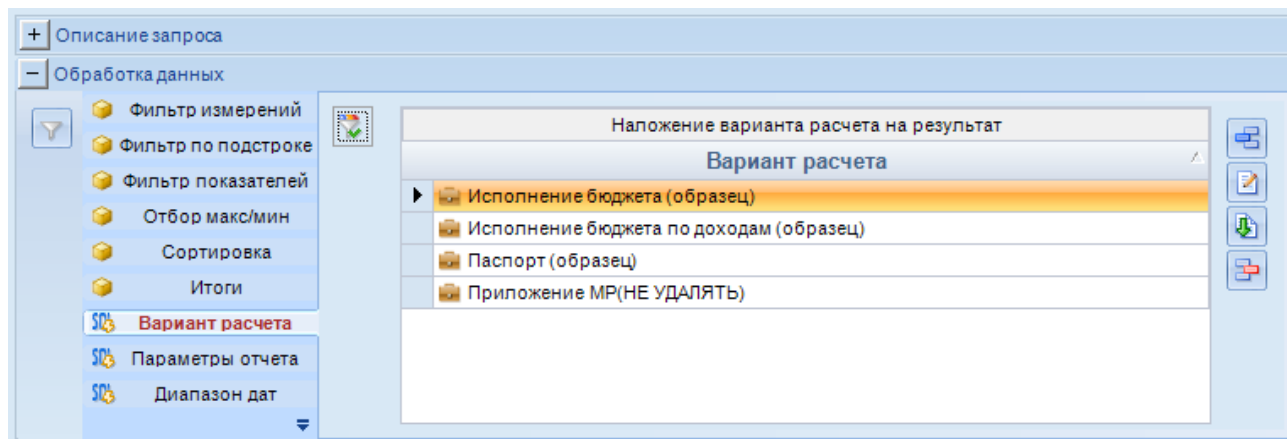 Описание запроса
Обработка данных
Фильтр измерений
Фильтр по подстроке
Фильтр показателей
Отбор макс/мин
Сортировка
Итоги
Вариант расчета
Параметры отчета
Диапазон дат
Наложение варианта расчета на результат
Вариант расчета
Исполнение бюджета (образец)
Исполнение бюджета по доходам (образец)
Паспорт (образец)
Приложение МР(НЕ УДАЛЯТЬ)